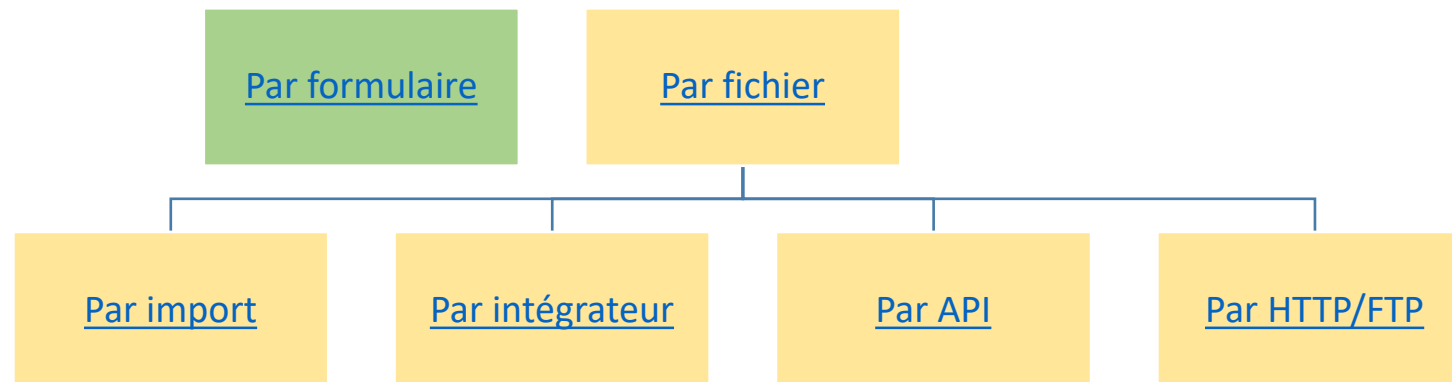 Par formulaire
Par fichier
Par import
Par intégrateur
Par API
Par HTTP/FTP